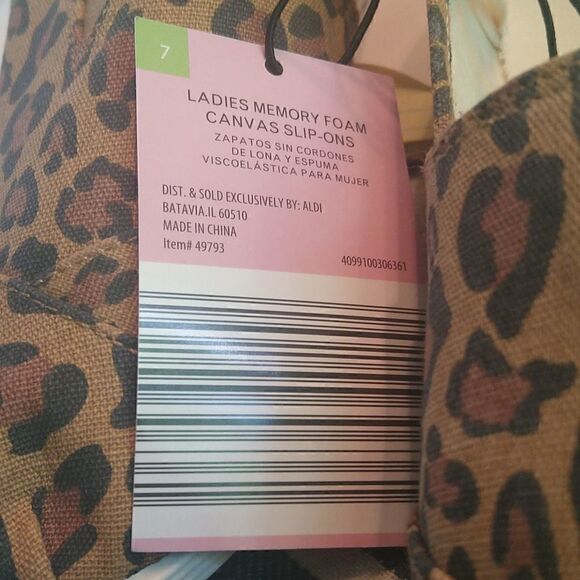 7
LADIES MEMORY FOAM
CANVAS SLIP-ONS
ZAPATOS SIN CORDONES
DE LONA Y ESPUMA
VISCOELÁSTICA PARA MUJER
DIST. & SOLD EXCLUSIVELY BY: ALDI
BATAVIA.IL 60510
MADE IN CHINA
Item# 49793
4099100306361